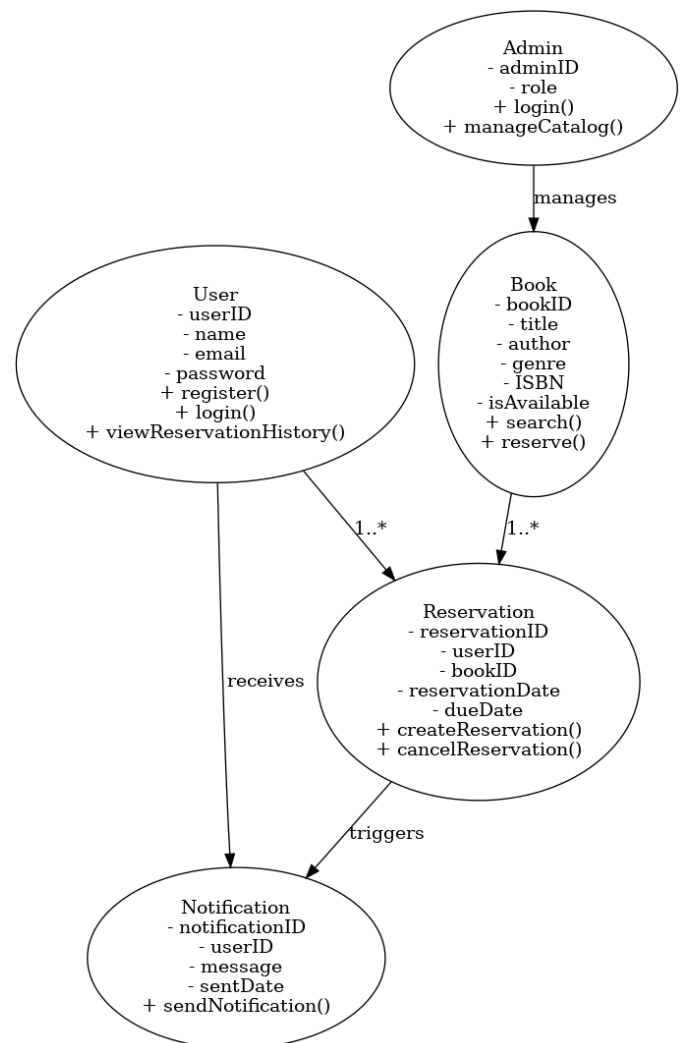 Admin
- adminID
- role
+ login()
+ manageCatalog()
manages
Book
- bookID
- title
- author
- genre
- ISBN
- isAvailable
+ search()
+ reserve()
User
- userID
- name
- email
- password
+ register()
+ login()
+ viewReservationHistory()
1..*
1..*
Reservation
- reservationID
- userID
- bookID
- reservationDate
- dueDate
+ createReservation()
+ cancelReservation()
receives
triggers
Notification
- notificationID
- userID
- message
- sentDate
+ sendNotification()